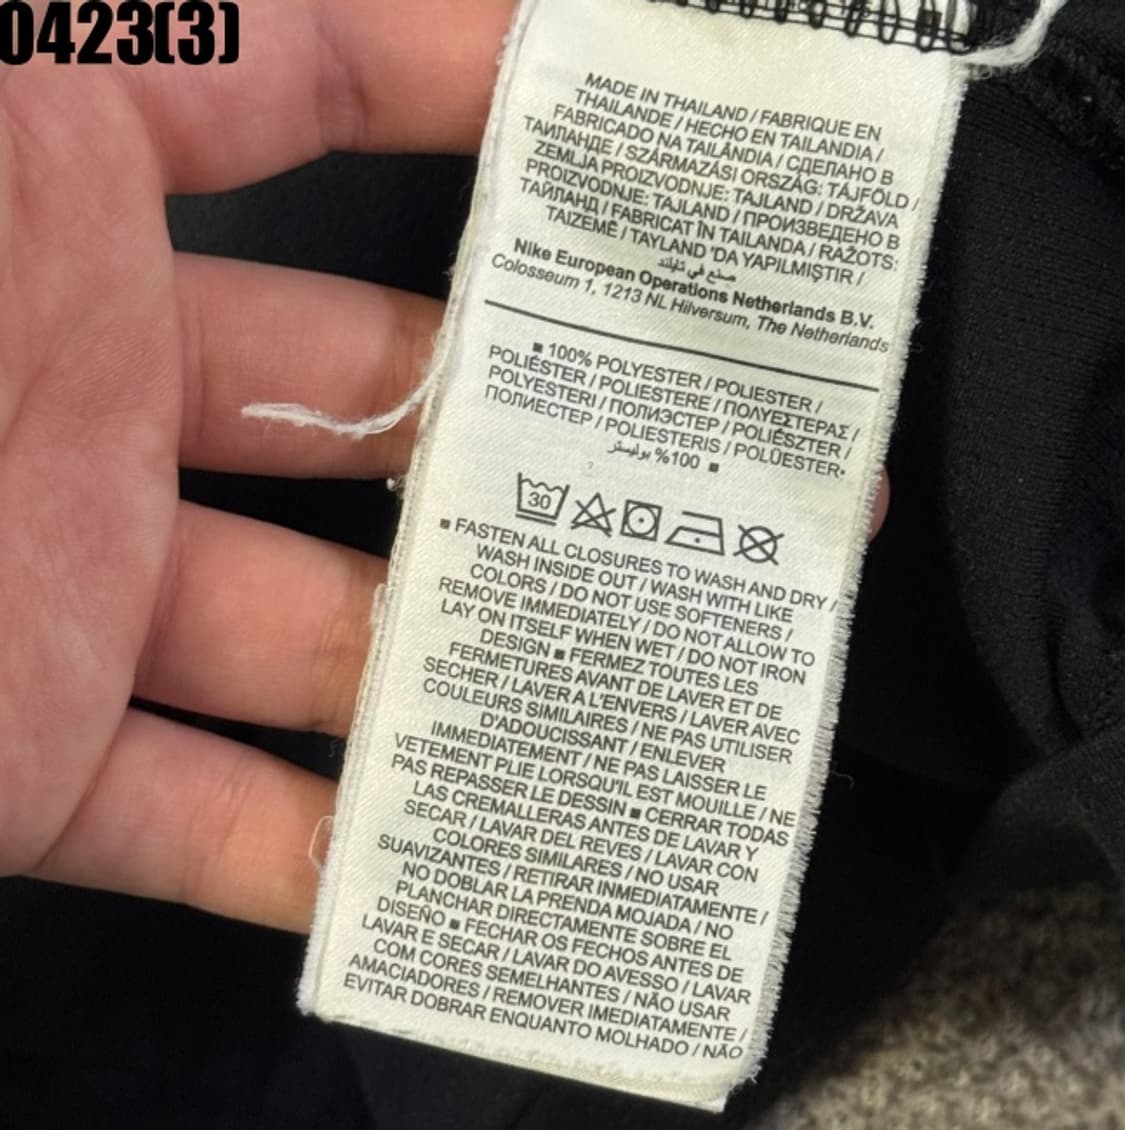 0423(3)
MADE IN THAILAND / FABRIQUE EN
THAILANDE / HECHO EN TAILANDIA /
FABRICADO NA TAILÂNDIA / СДЕЛАНО В
ТАИЛАНДЕ / SZÁRMAZÁSI ORSZÁG: TÁJFÖLD /
ZEMLJA PROIZVODNJE: TAJLAND / DRŽAVA
PROIZVODNJE: TAJLAND / ПРОИЗВЕДЕНО В
ТАЙЛАНД / FABRICAT ÎN TAILANDA / RAŽOTS:
TAIZEMĒ / TAYLAND 'DA YAPILMIŞTIR /
صنع في تايلند
Nike European Operations Netherlands B.V.
Colosseum 1, 1213 NL Hilversum, The Netherlands
■ 100% POLYESTER / POLIESTER /
POLIÉSTER / POLIESTERE / ΠΟΛΥΕΣΤΕΡΑΣ /
POLYESTERI / ПОЛИЭСТЕР / POLIÉSZTER /
ПОЛИЕСТЕР / POLIESTERIS / POLÜESTER•
100% بوليستر ■
30
■ FASTEN ALL CLOSURES TO WASH AND DRY /
WASH INSIDE OUT / WASH WITH LIKE
COLORS / DO NOT USE SOFTENERS /
REMOVE IMMEDIATELY / DO NOT ALLOW TO
LAY ON ITSELF WHEN WET / DO NOT IRON
DESIGN ■ FERMEZ TOUTES LES
FERMETURES AVANT DE LAVER ET DE
SECHER / LAVER A L'ENVERS / LAVER AVEC
COULEURS SIMILAIRES / NE PAS UTILISER
D'ADOUCISSANT / ENLEVER
IMMEDIATEMENT / NE PAS LAISSER LE
VETEMENT PLIE LORSQU'IL EST MOUILLE / NE
PAS REPASSER LE DESSIN ■ CERRAR TODAS
LAS CREMALLERAS ANTES DE LAVAR Y
SECAR / LAVAR DEL REVES / LAVAR CON
COLORES SIMILARES / NO USAR
SUAVIZANTES / RETIRAR INMEDIATAMENTE /
NO DOBLAR LA PRENDA MOJADA / NO
PLANCHAR DIRECTAMENTE SOBRE EL
DISEÑO ■ FECHAR OS FECHOS ANTES DE
LAVAR E SECAR / LAVAR DO AVESSO / LAVAR
COM CORES SEMELHANTES / NÃO USAR
AMACIADORES / REMOVER IMEDIATAMENTE /
EVITAR DOBRAR ENQUANTO MOLHADO / NÃO